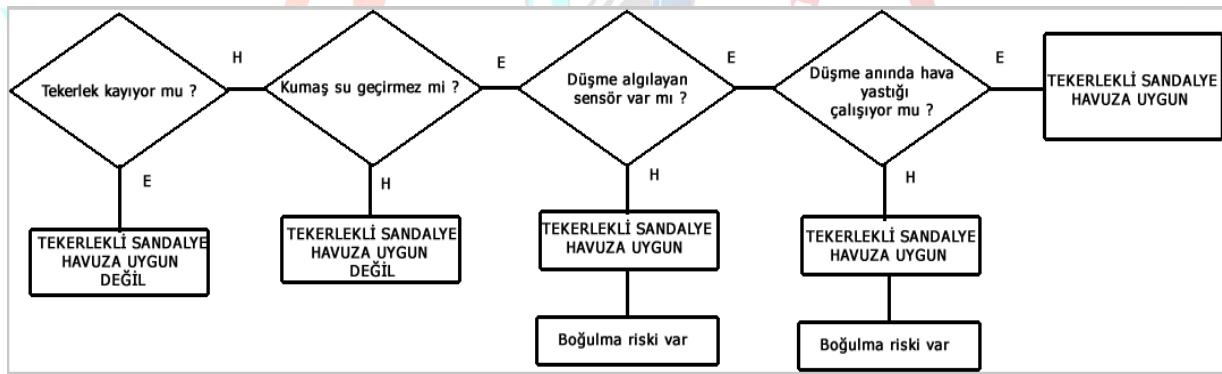 Tekerlek kayıyor mu ?
H
E
TEKERLEKLİ SANDALYE
HAVUZA UYGUN
DEĞİL
Kumaş su geçirmez mi ?
E
H
TEKERLEKLİ SANDALYE
HAVUZA UYGUN
DEĞİL
Düşme algılayan
sensör var mı ?
E
H
TEKERLEKLİ SANDALYE
HAVUZA UYGUN
Boğulma riski var
Düşme anında hava
yastığı
çalışıyor mu ?
E
H
TEKERLEKLİ SANDALYE
HAVUZA UYGUN
Boğulma riski var
TEKERLEKLİ SANDALYE
HAVUZA UYGUN